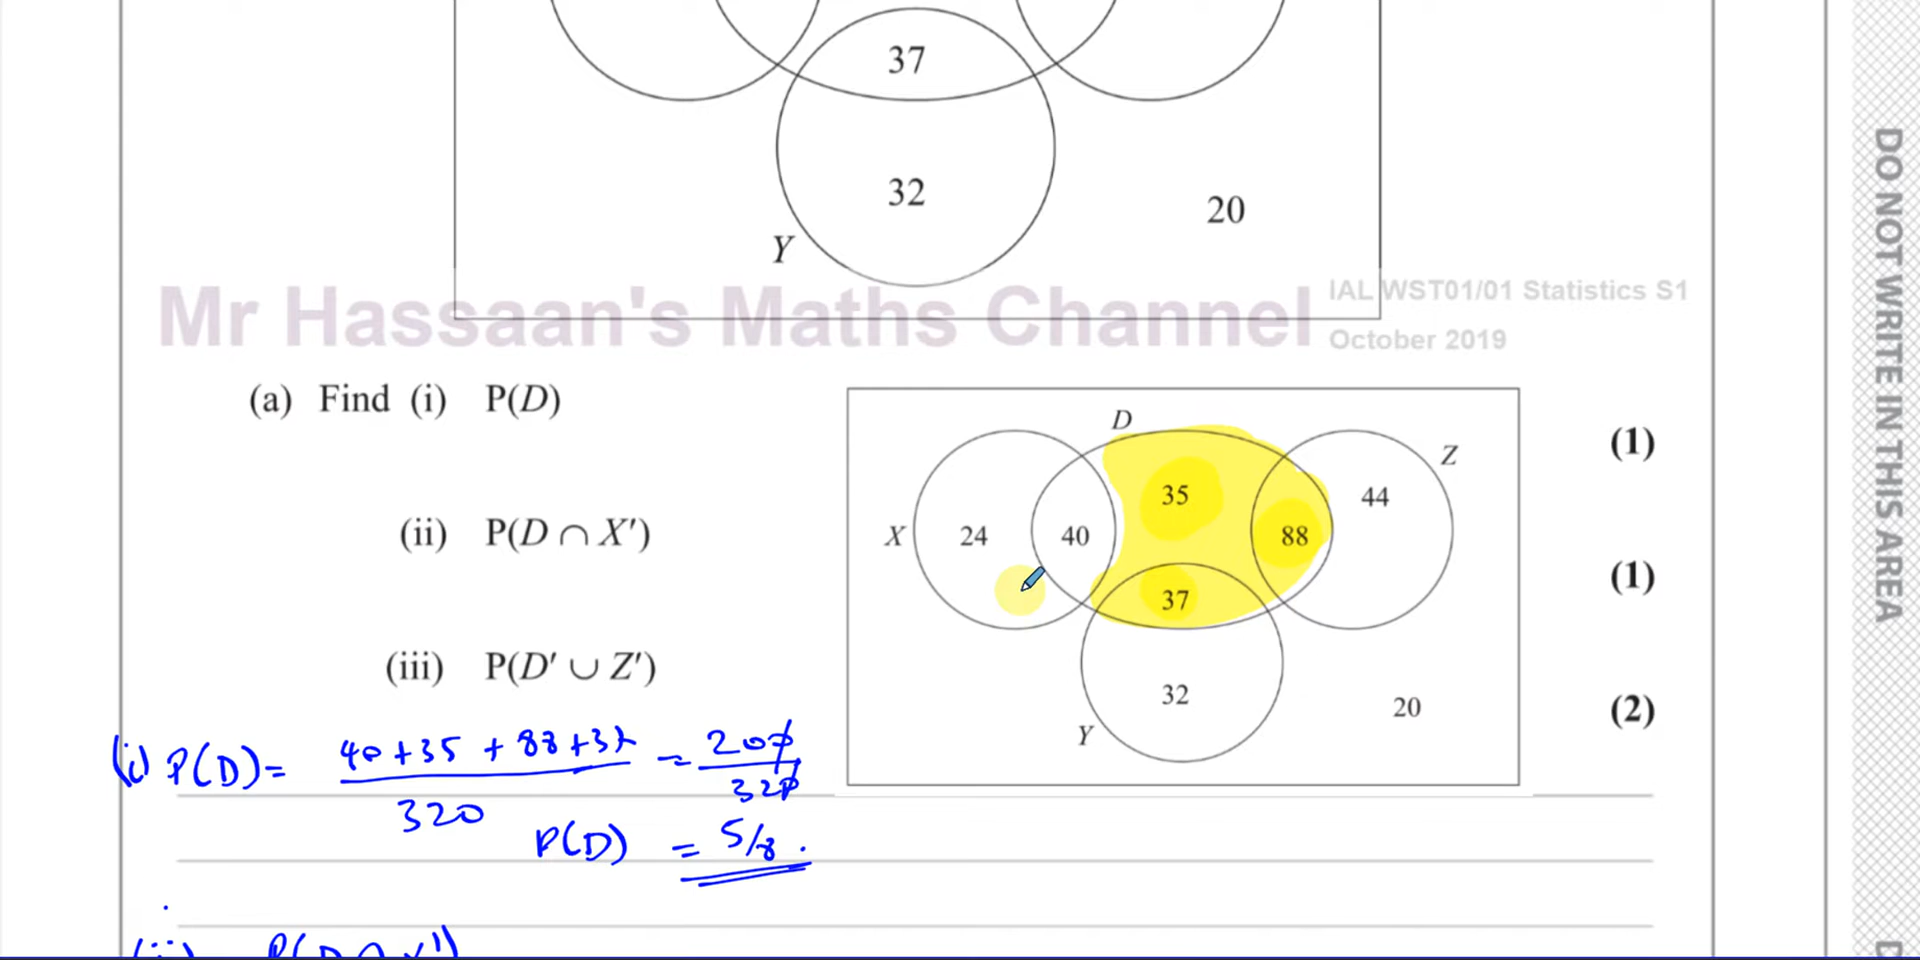 37
32
20
Y
Mr Hassaan's Maths Channel
IAL WST01/01 Statistics S1
October 2019
(a) Find (i) P(D)
(1)
(ii) P(D ∩ X′)
(1)
(iii) P(D′ ∪ Z′)
(2)
D
Z
35
44
X
24
40
88
37
32
20
Y
(i) P(D)= 40+35+88+37 / 320 = 200/320
P(D) = 5/8.
(ii) P(D ∩ X')
DO NOT WRITE IN THIS AREA
D